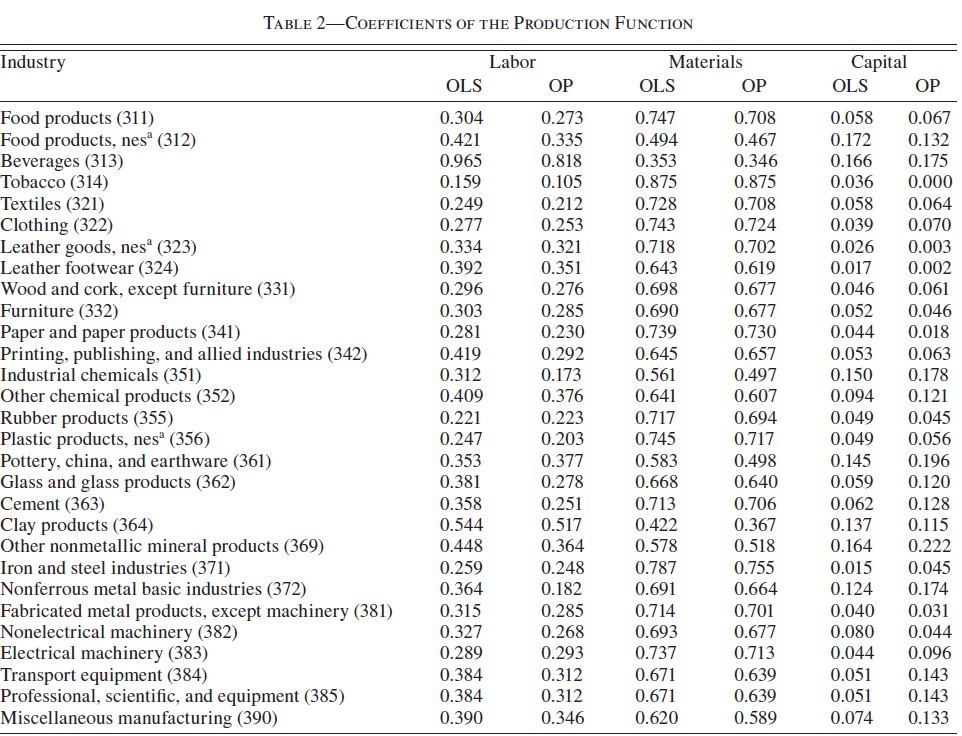 TABLE 2—COEFFICIENTS OF THE PRODUCTION FUNCTION
Industry Labor Materials Capital
OLS OP OLS OP OLS OP
Food products (311) 0.304 0.273 0.747 0.708 0.058 0.067
Food products, nesᵃ (312) 0.421 0.335 0.494 0.467 0.172 0.132
Beverages (313) 0.965 0.818 0.353 0.346 0.166 0.175
Tobacco (314) 0.159 0.105 0.875 0.875 0.036 0.000
Textiles (321) 0.249 0.212 0.728 0.708 0.058 0.064
Clothing (322) 0.277 0.253 0.743 0.724 0.039 0.070
Leather goods, nesᵃ (323) 0.334 0.321 0.718 0.702 0.026 0.003
Leather footwear (324) 0.392 0.351 0.643 0.619 0.017 0.002
Wood and cork, except furniture (331) 0.296 0.276 0.698 0.677 0.046 0.061
Furniture (332) 0.303 0.285 0.690 0.677 0.052 0.046
Paper and paper products (341) 0.281 0.230 0.739 0.730 0.044 0.018
Printing, publishing, and allied industries (342) 0.419 0.292 0.645 0.657 0.053 0.063
Industrial chemicals (351) 0.312 0.173 0.561 0.497 0.150 0.178
Other chemical products (352) 0.409 0.376 0.641 0.607 0.094 0.121
Rubber products (355) 0.221 0.223 0.717 0.694 0.049 0.045
Plastic products, nesᵃ (356) 0.247 0.203 0.745 0.717 0.049 0.056
Pottery, china, and earthware (361) 0.353 0.377 0.583 0.498 0.145 0.196
Glass and glass products (362) 0.381 0.278 0.668 0.640 0.059 0.120
Cement (363) 0.358 0.251 0.713 0.706 0.062 0.128
Clay products (364) 0.544 0.517 0.422 0.367 0.137 0.115
Other nonmetallic mineral products (369) 0.448 0.364 0.578 0.518 0.164 0.222
Iron and steel industries (371) 0.259 0.248 0.787 0.755 0.015 0.045
Nonferrous metal basic industries (372) 0.364 0.182 0.691 0.664 0.124 0.174
Fabricated metal products, except machinery (381) 0.315 0.285 0.714 0.701 0.040 0.031
Nonelectrical machinery (382) 0.327 0.268 0.693 0.677 0.080 0.044
Electrical machinery (383) 0.289 0.293 0.737 0.713 0.044 0.096
Transport equipment (384) 0.384 0.312 0.671 0.639 0.051 0.143
Professional, scientific, and equipment (385) 0.384 0.312 0.671 0.639 0.051 0.143
Miscellaneous manufacturing (390) 0.390 0.346 0.620 0.589 0.074 0.133